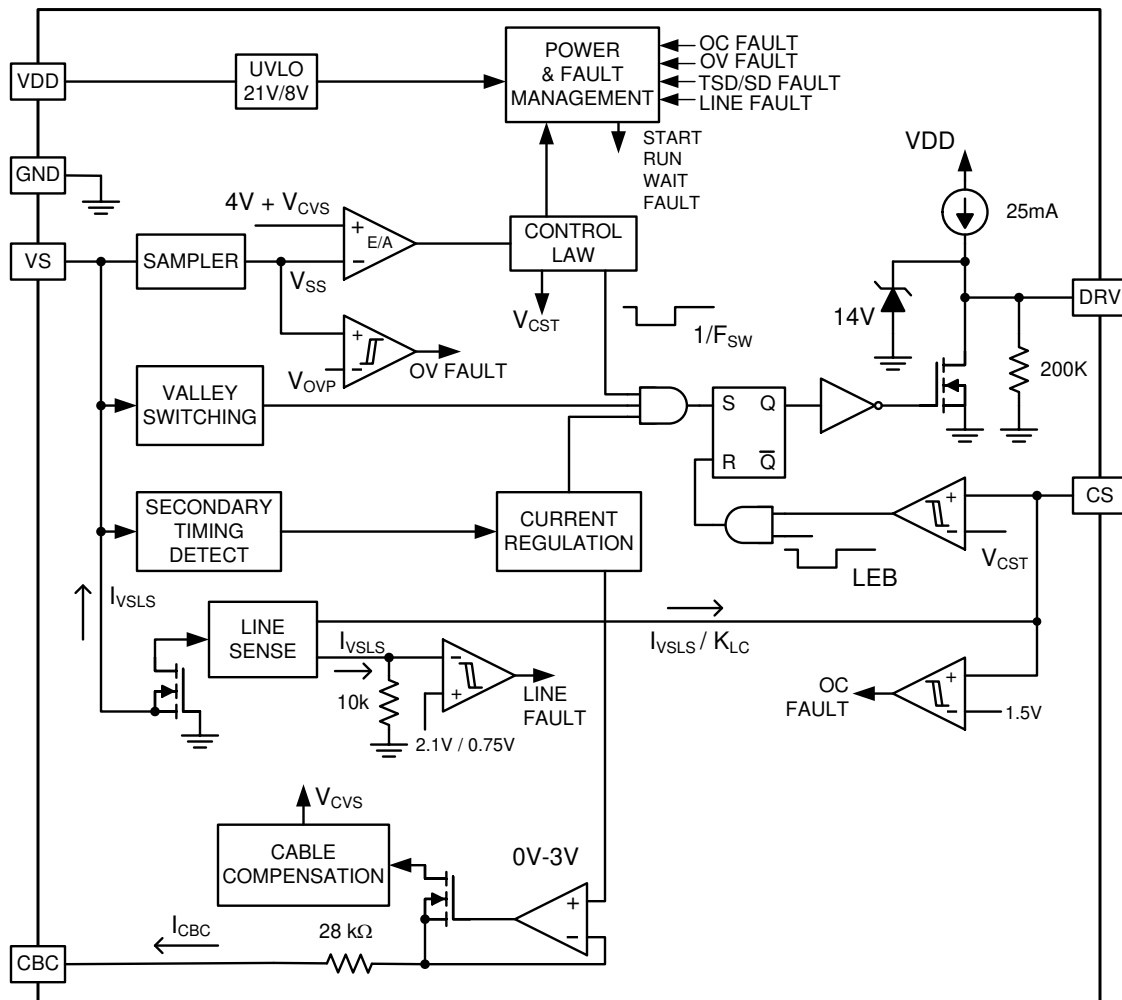 VDD
UVLO
21V/8V
POWER
& FAULT
MANAGEMENT
OC FAULT
OV FAULT
TSD/SD FAULT
LINE FAULT
START
RUN
WAIT
FAULT
GND
VDD
25mA
4V + VCVS
+
E/A
−
CONTROL
LAW
VS
SAMPLER
VSS
VCST
14V
DRV
200K
1/FSW
+
−
VOVP
OV FAULT
VALLEY
SWITCHING
S Q
R Q̅
SECONDARY
TIMING
DETECT
CURRENT
REGULATION
+
−
CS
VCST
LEB
IVSLS
LINE
SENSE
IVSLS
IVSLS / KLC
−
+
10k
LINE
FAULT
2.1V / 0.75V
OC
FAULT
+
−
1.5V
VCVS
CABLE
COMPENSATION
0V-3V
+
−
ICBC
28 kΩ
CBC